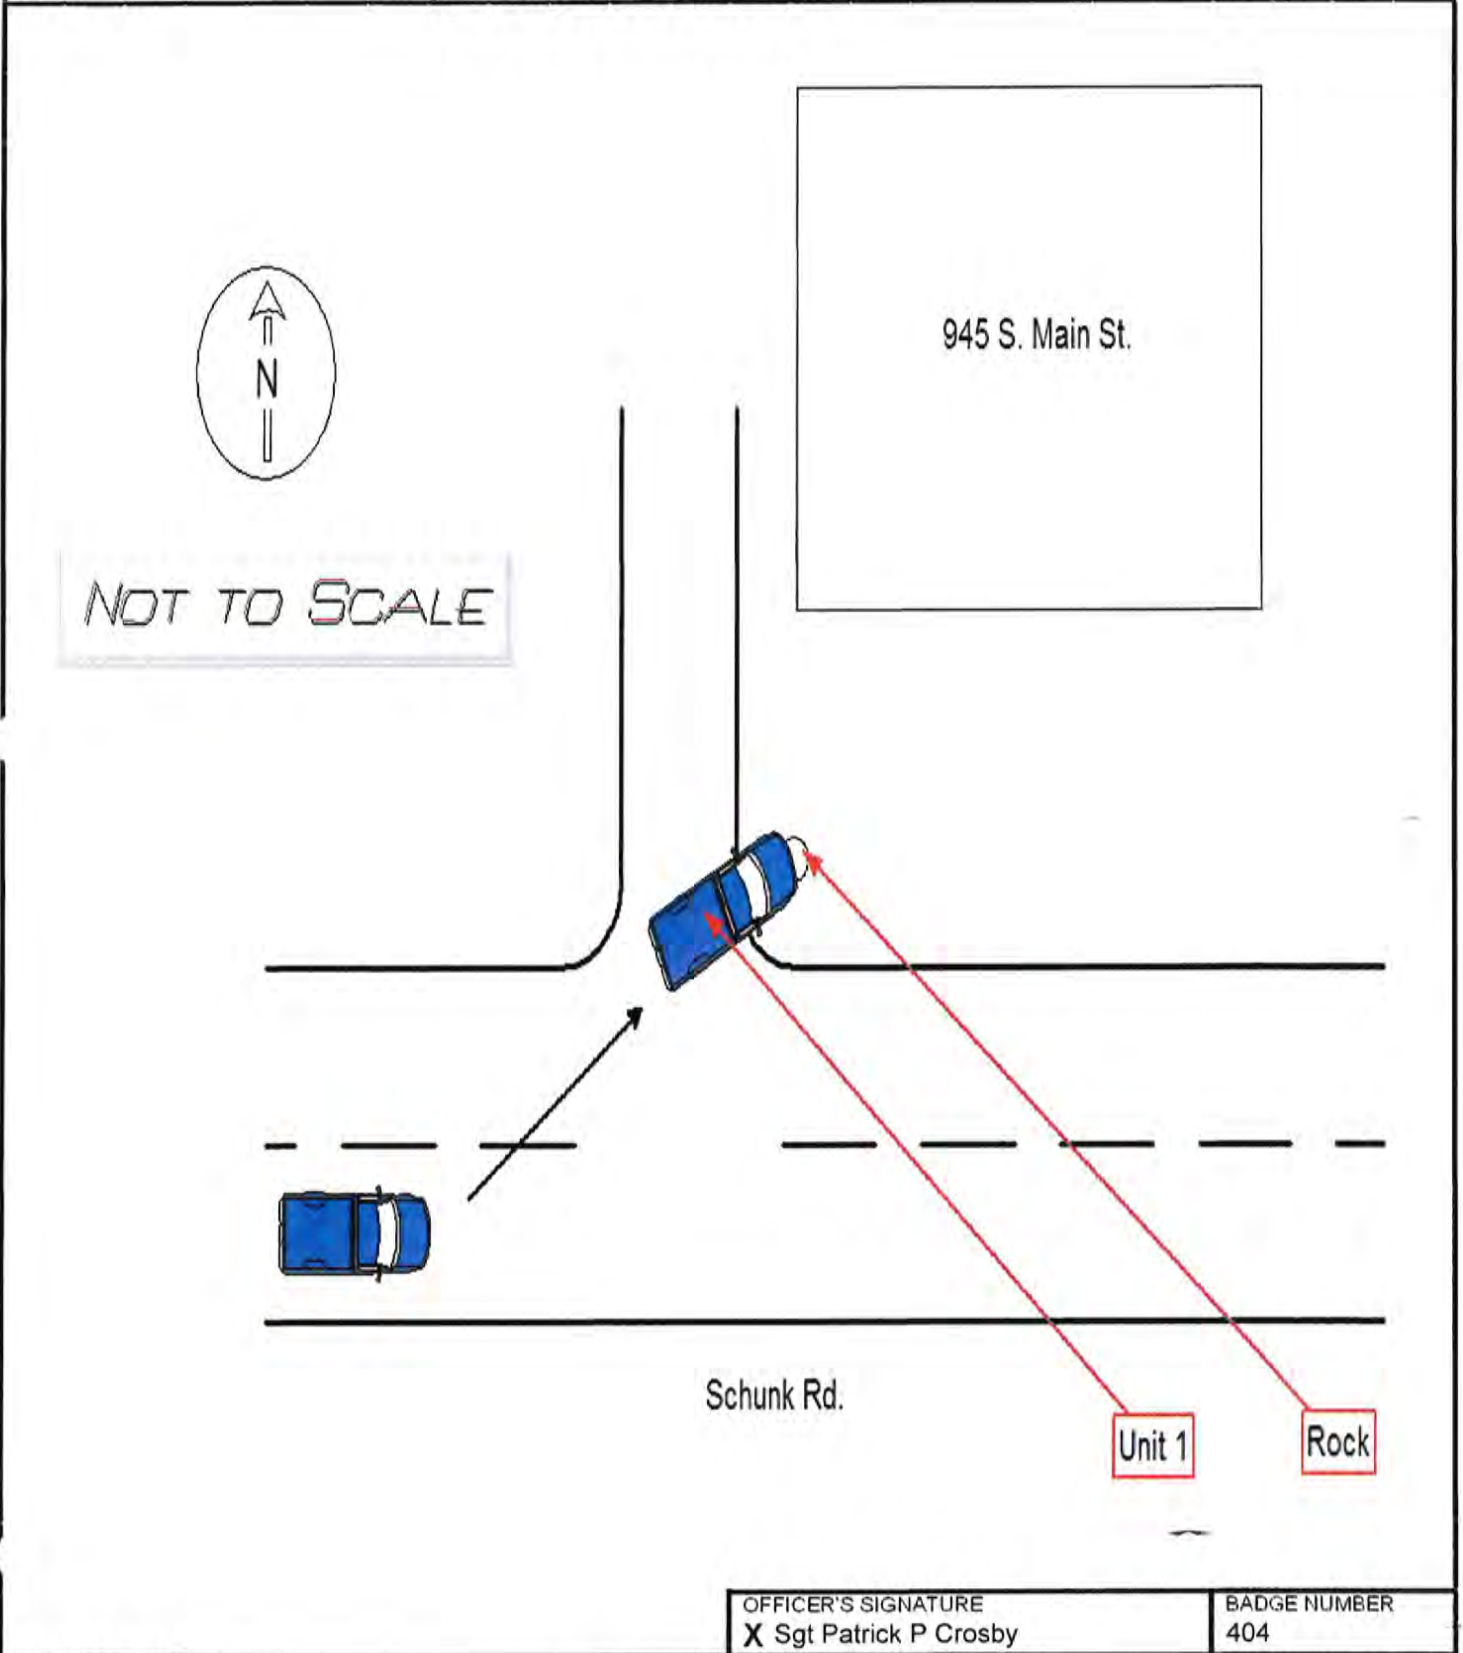 945 S. Main St.
N
NOT TO SCALE
Schunk Rd.
Unit 1
Rock
OFFICER'S SIGNATURE
X Sgt Patrick P Crosby
BADGE NUMBER
404